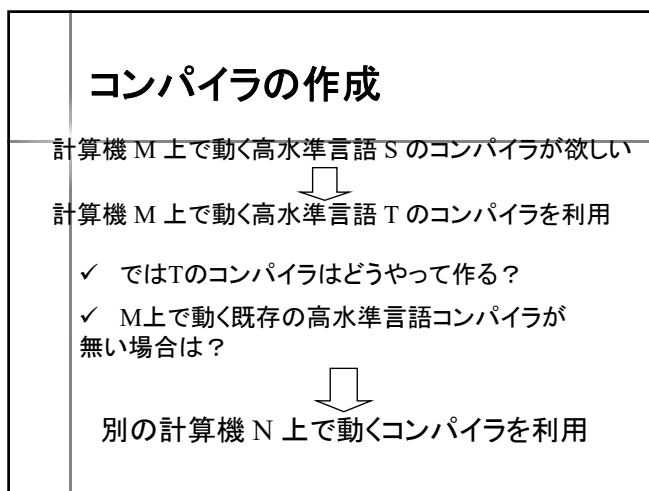 コンパイラの作成
計算機 M 上で動く高水準言語 S のコンパイラが欲しい
計算機 M 上で動く高水準言語 T のコンパイラを利用
✓ ではTのコンパイラはどうやって作る？
✓ M上で動く既存の高水準言語コンパイラが
無い場合は？
別の計算機 N 上で動くコンパイラを利用